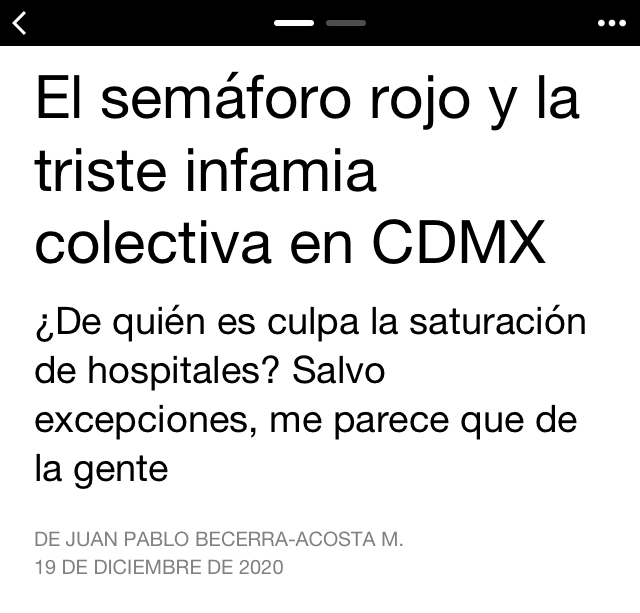 El semáforo rojo y la
triste infamia
colectiva en CDMX
¿De quién es culpa la saturación
de hospitales? Salvo
excepciones, me parece que de
la gente
DE JUAN PABLO BECERRA-ACOSTA M.
19 DE DICIEMBRE DE 2020